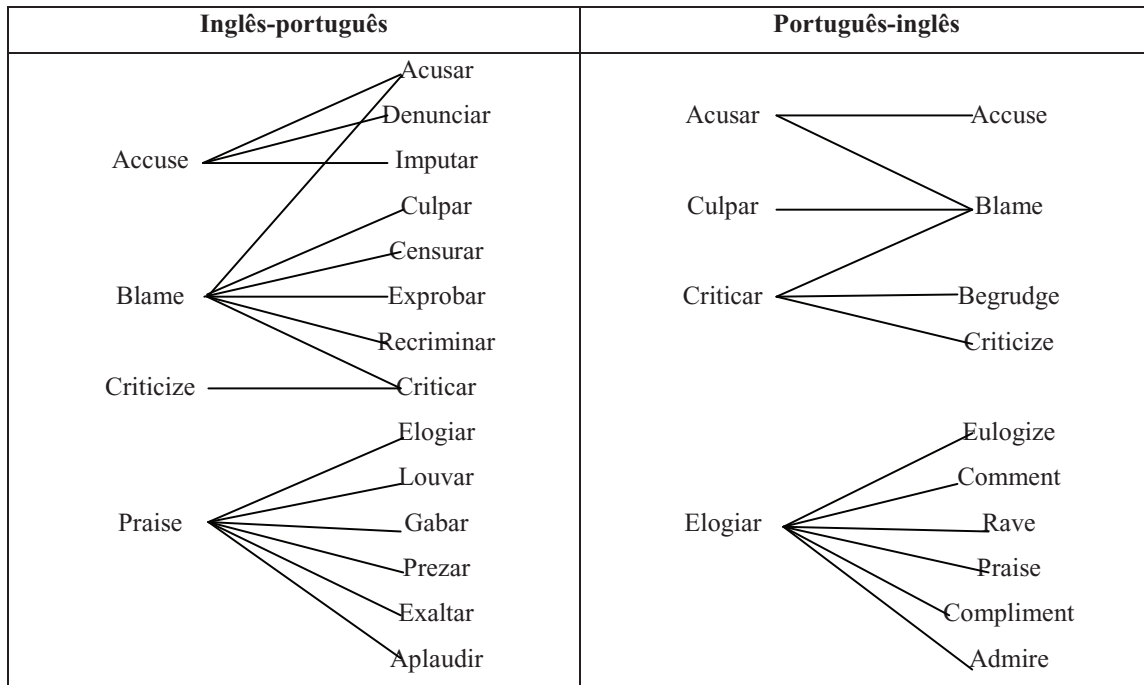 Inglês-português
Accuse
Blame
Criticize
Praise
Acusar
Denunciar
Imputar
Culpar
Censurar
Exprobar
Recriminar
Criticar
Elogiar
Louvar
Gabar
Prezar
Exaltar
Aplaudir
Português-inglês
Acusar
Culpar
Criticar
Elogiar
Accuse
Blame
Begrudge
Criticize
Eulogize
Comment
Rave
Praise
Compliment
Admire